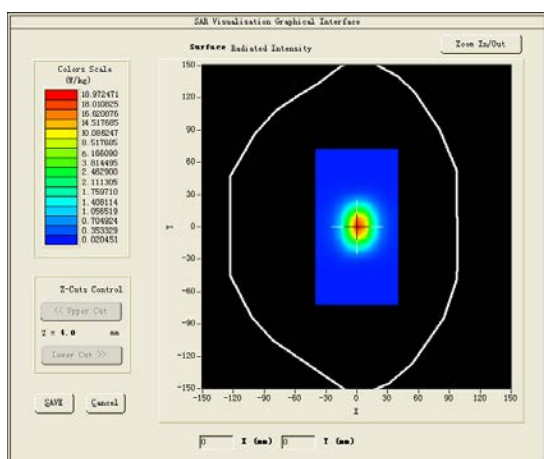 SAR Visualisation Graphical Interface
Surface Radiated Intensity
Zoom In/Out
Colors Scale
(W/kg)
18.972471
18.010825
16.620876
14.517685
10.086247
8.517685
6.166090
3.814495
2.462900
2.111305
1.759710
1.408114
1.056519
0.704924
0.353329
0.020451
Z-Cuts Control
<< Upper Cut
Z = 4.0 mm
Lower Cut >>
SAVE
Cancel
150
120
90
60
30
0
-30
-60
-90
-120
-150
Y
-150 -120 -90 -60 -30 0 30 60 90 120 150
X
0 X (mm) 0 Y (mm)